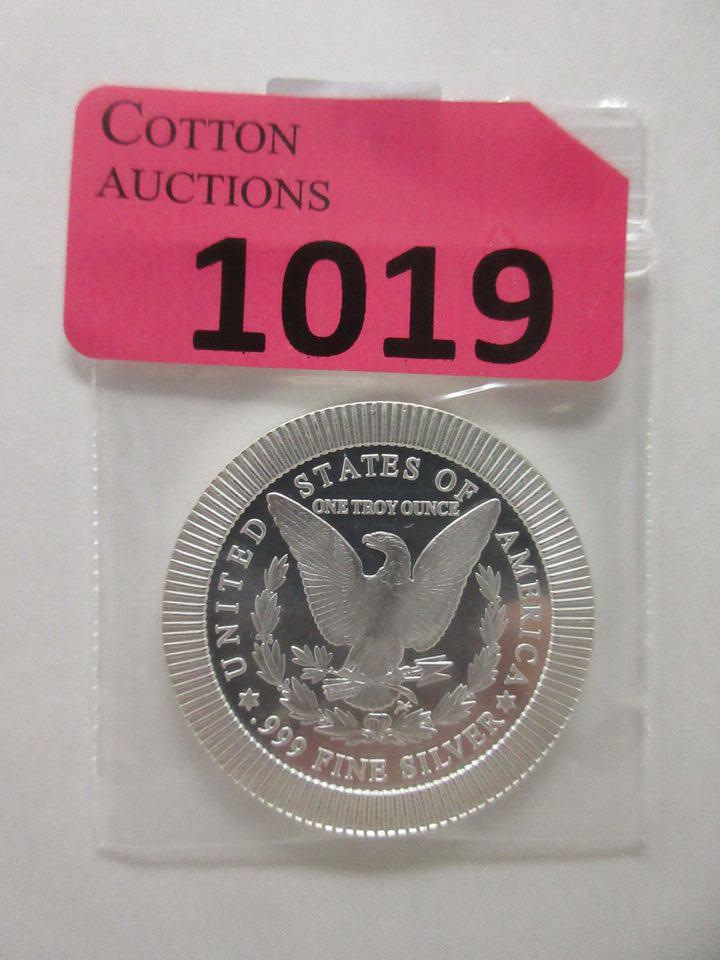 COTTON
AUCTIONS
1019
UNITED STATES OF AMERICA
ONE TROY OUNCE
.999 FINE SILVER